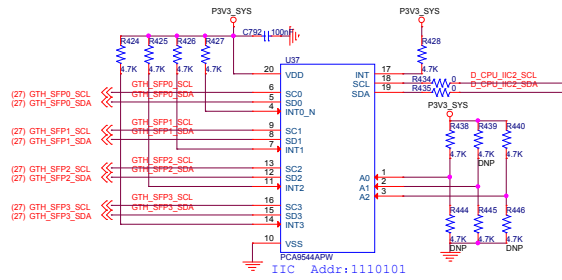 P3V3_SYS
P3V3_SYS
R424 R425 R426 R427
C792 100nF
R428
4.7K 4.7K 4.7K 4.7K
4.7K
U37
20 VDD
INT 17
SCL 18 R434 0 D_CPU_IIC2_SCL
SDA 19 R435 0 D_CPU_IIC2_SDA
(27) GTH_SFP0_SCL GTH_SFP0_SCL 6 SC0
(27) GTH_SFP0_SDA GTH_SFP0_SDA 5 SD0
4 INT0_N
P3V3_SYS
(27) GTH_SFP1_SCL GTH_SFP1_SCL 9 SC1
(27) GTH_SFP1_SDA GTH_SFP1_SDA 8 SD1
7 INT1
R438 R439 R440
4.7K 4.7K 4.7K
DNP
(27) GTH_SFP2_SCL GTH_SFP2_SCL 13 SC2
(27) GTH_SFP2_SDA GTH_SFP2_SDA 12 SD2
11 INT2
A0 1
A1 2
A2 3
(27) GTH_SFP3_SCL GTH_SFP3_SCL 16 SC3
(27) GTH_SFP3_SDA GTH_SFP3_SDA 15 SD3
14 INT3
R444 R445 R446
4.7K 4.7K 4.7K
DNP DNP
10 VSS
PCA9544APW
IIC Addr:1110101